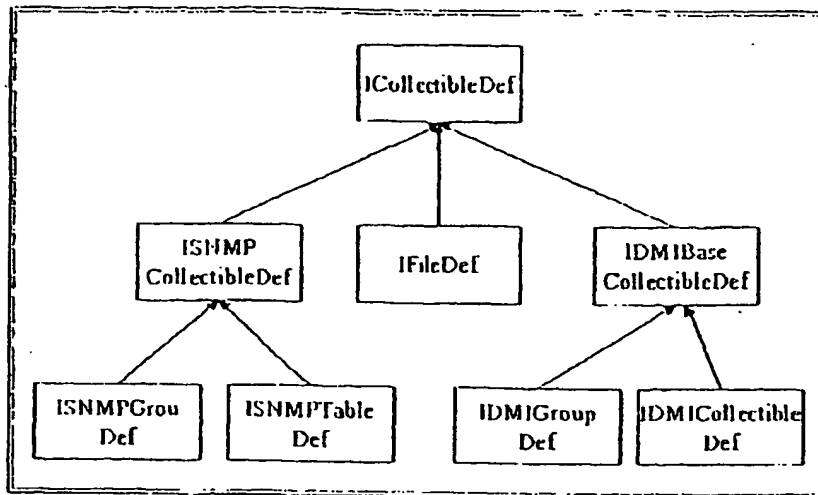 ICollectibleDef
ISNMP
CollectibleDef
IFileDef
IDMIBase
CollectibleDef
ISNMPGrou
Def
ISNMPTable
Def
IDMIGroup
Def
IDMICollectible
Def